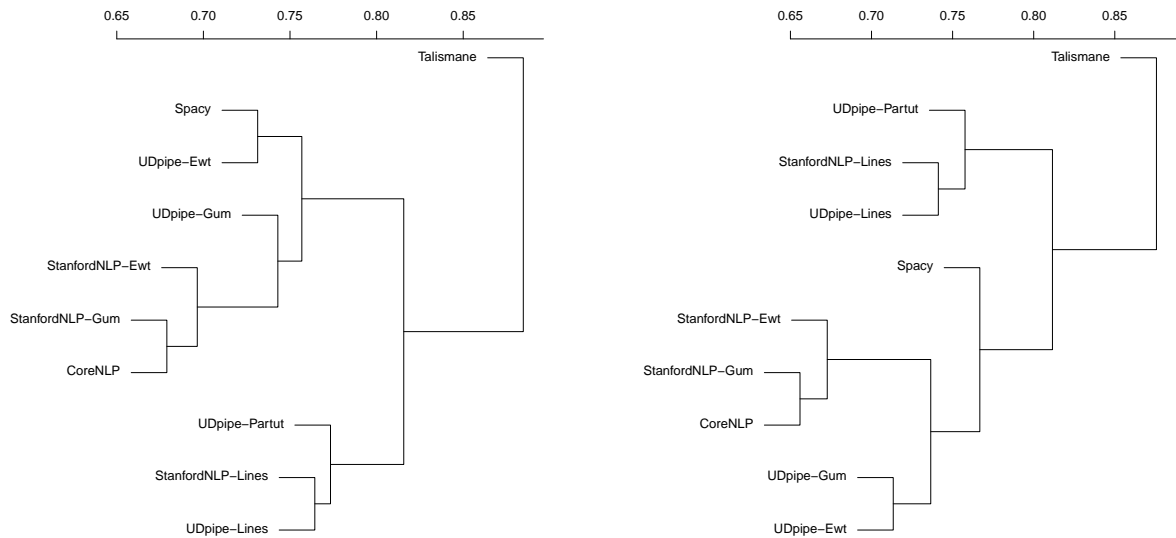 0.65 0.70 0.75 0.80 0.85
Talismane
Spacy
UDpipe−Ewt
UDpipe−Gum
StanfordNLP−Ewt
StanfordNLP−Gum
CoreNLP
UDpipe−Partut
StanfordNLP−Lines
UDpipe−Lines
0.65 0.70 0.75 0.80 0.85
Talismane
UDpipe−Partut
StanfordNLP−Lines
UDpipe−Lines
Spacy
StanfordNLP−Ewt
StanfordNLP−Gum
CoreNLP
UDpipe−Gum
UDpipe−Ewt